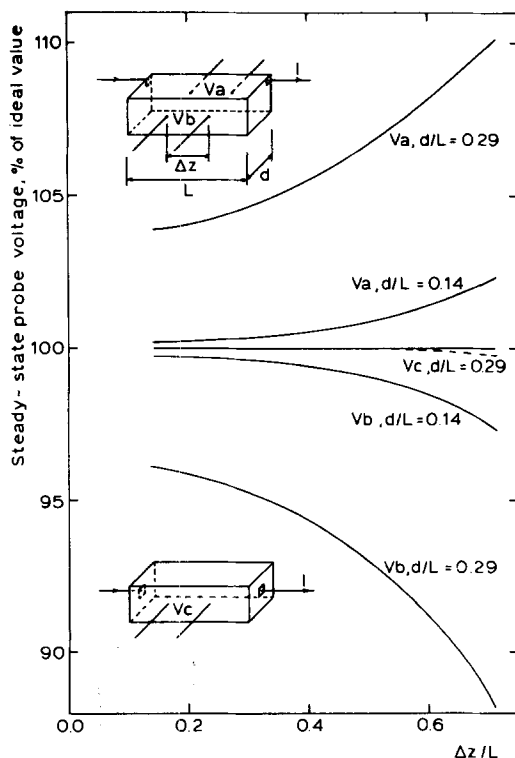 Steady-state probe voltage, % of ideal value
110
105
100
95
90
0.0
0.2
0.4
0.6
Δz/L
I
Va
Vb
Δz
L
d
Va, d/L = 0.29
Va, d/L = 0.14
Vc, d/L = 0.29
Vb, d/L = 0.14
Vb, d/L = 0.29
I
Vc